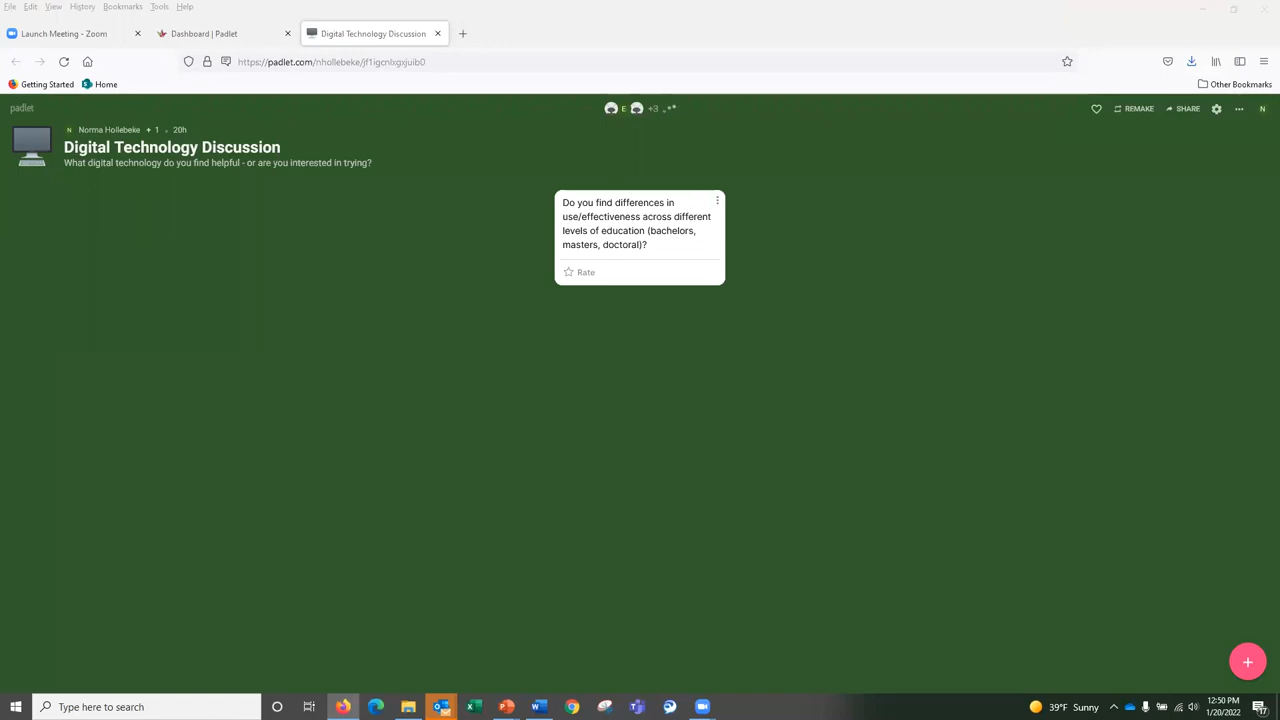 File Edit View History Bookmarks Tools Help
Launch Meeting - Zoom
Dashboard | Padlet
Digital Technology Discussion
https://padlet.com/nhollebeke/jf1igcnlxgxjuib0
Getting Started Home Other Bookmarks
padlet E +3 REMAKE SHARE N
N Norma Hollebeke + 1 20h
Digital Technology Discussion
What digital technology do you find helpful - or are you interested in trying?
Do you find differences in
use/effectiveness across different
levels of education (bachelors,
masters, doctoral)?
Rate
Type here to search
39°F Sunny
12:50 PM
1/20/2022
17